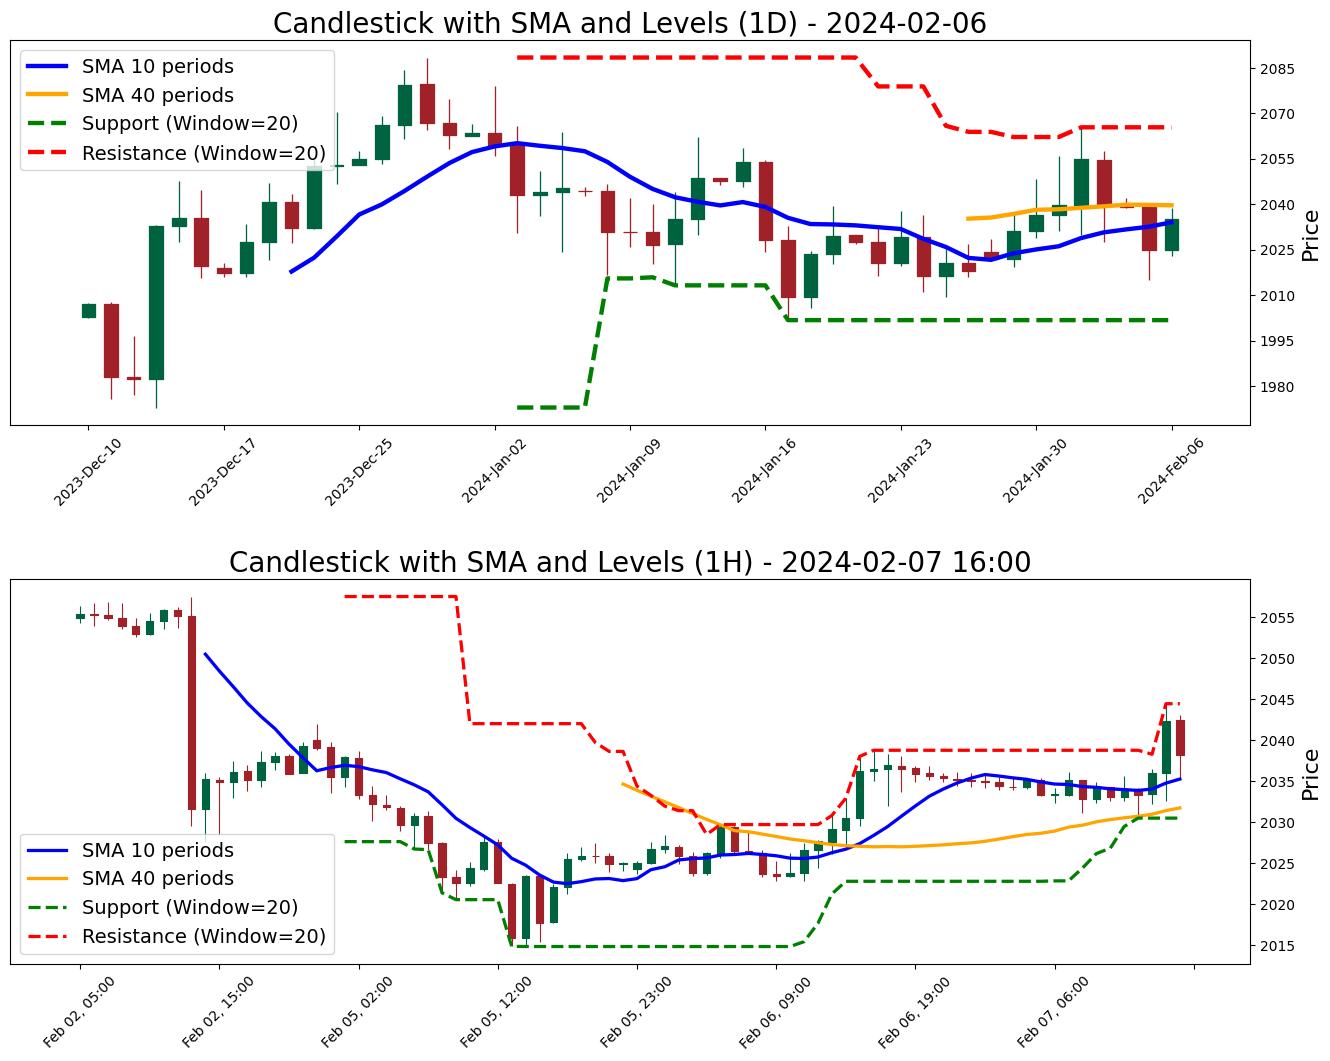 Candlestick with SMA and Levels (1D) - 2024-02-06
SMA 10 periods
SMA 40 periods
Support (Window=20)
Resistance (Window=20)
2085
2070
2055
2040
2025
2010
1995
1980
Price
2023-Dec-10
2023-Dec-17
2023-Dec-25
2024-Jan-02
2024-Jan-09
2024-Jan-16
2024-Jan-23
2024-Jan-30
2024-Feb-06
Candlestick with SMA and Levels (1H) - 2024-02-07 16:00
2055
2050
2045
2040
2035
2030
2025
2020
2015
Price
SMA 10 periods
SMA 40 periods
Support (Window=20)
Resistance (Window=20)
Feb 02, 05:00
Feb 02, 15:00
Feb 05, 02:00
Feb 05, 12:00
Feb 05, 23:00
Feb 06, 09:00
Feb 06, 19:00
Feb 07, 06:00